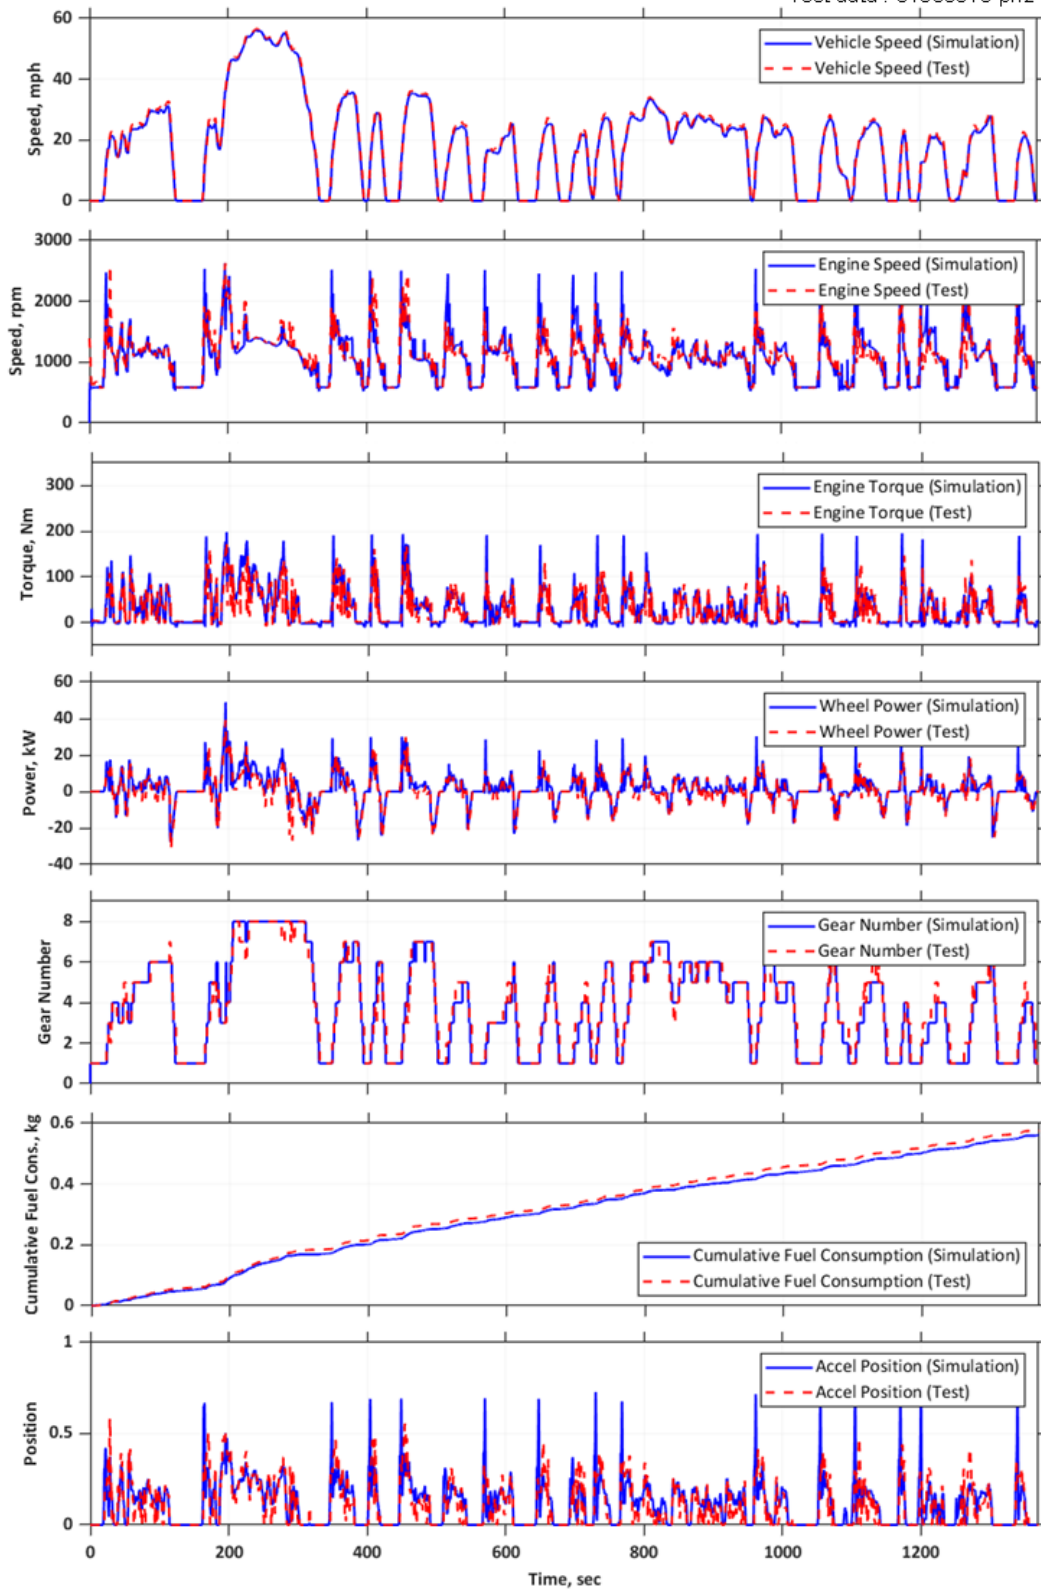 60
40
20
0
Speed, mph
Vehicle Speed (Simulation)
Vehicle Speed (Test)
3000
2000
1000
0
Speed, rpm
Engine Speed (Simulation)
Engine Speed (Test)
300
200
100
0
Torque, Nm
Engine Torque (Simulation)
Engine Torque (Test)
60
40
20
0
-20
-40
Power, kW
Wheel Power (Simulation)
Wheel Power (Test)
8
6
4
2
0
Gear Number
Gear Number (Simulation)
Gear Number (Test)
0.6
0.4
0.2
0
Cumulative Fuel Cons., kg
Cumulative Fuel Consumption (Simulation)
Cumulative Fuel Consumption (Test)
1
0.5
0
Position
Accel Position (Simulation)
Accel Position (Test)
0 200 400 600 800 1000 1200
Time, sec